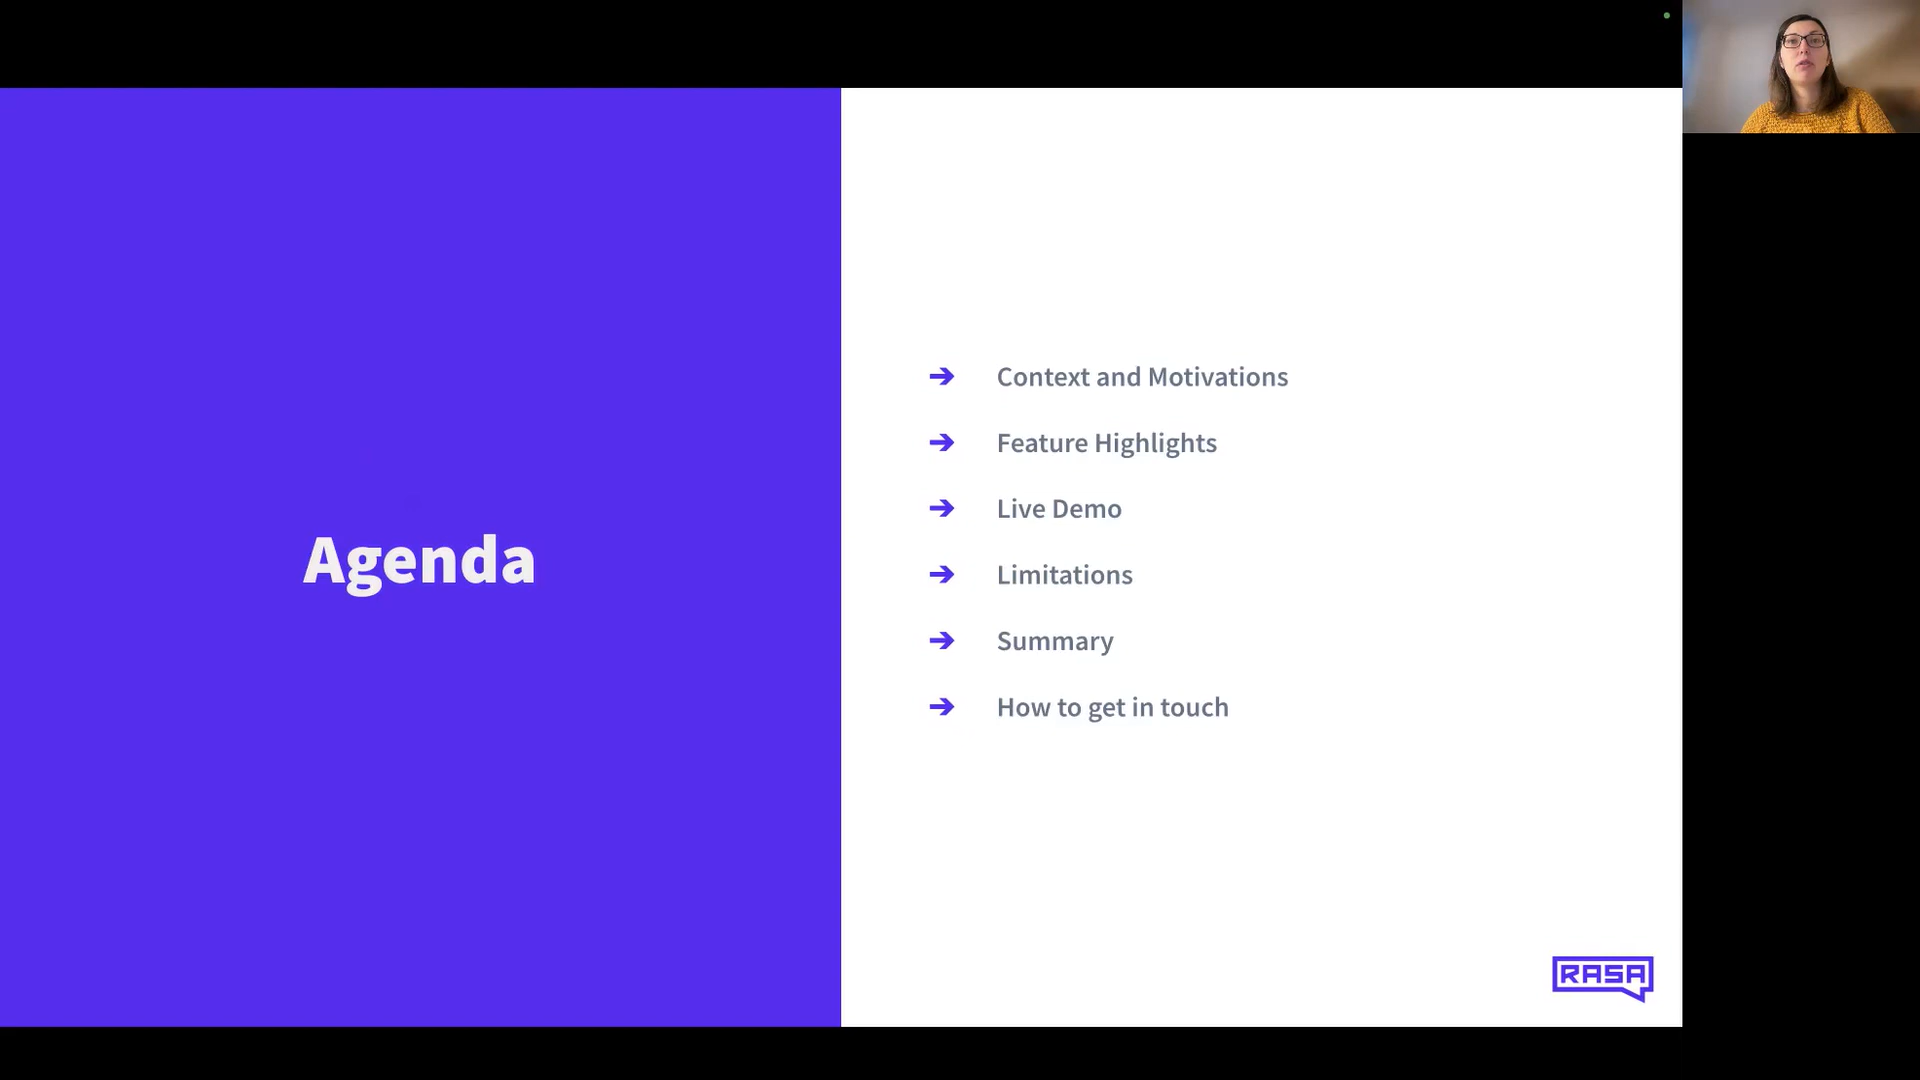 Agenda
➔ Context and Motivations
➔ Feature Highlights
➔ Live Demo
➔ Limitations
➔ Summary
➔ How to get in touch
RASA